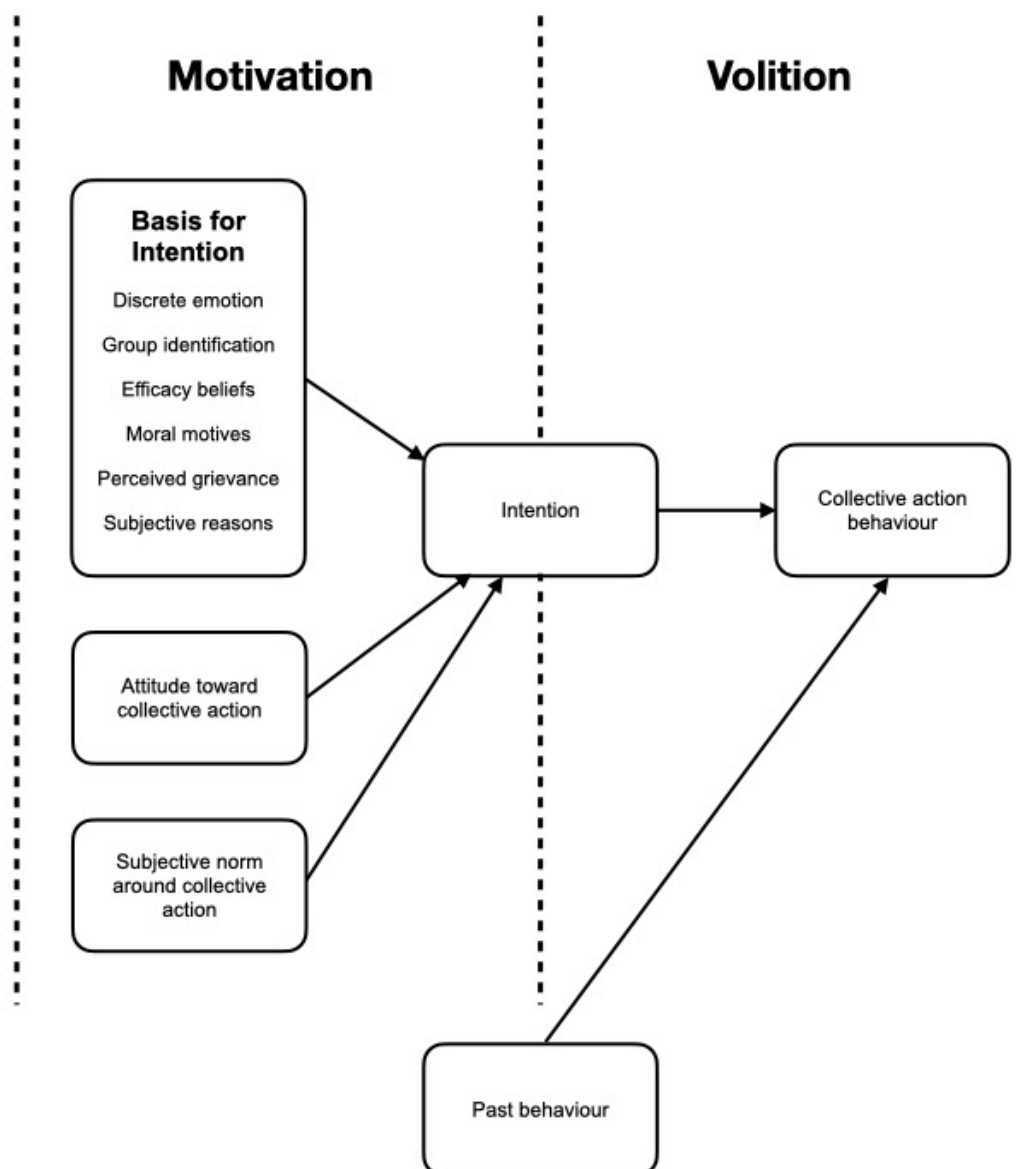 Motivation
Volition
Basis for
Intention
Discrete emotion
Group identification
Efficacy beliefs
Moral motives
Perceived grievance
Subjective reasons
Intention
Collective action
behaviour
Attitude toward
collective action
Subjective norm
around collective
action
Past behaviour